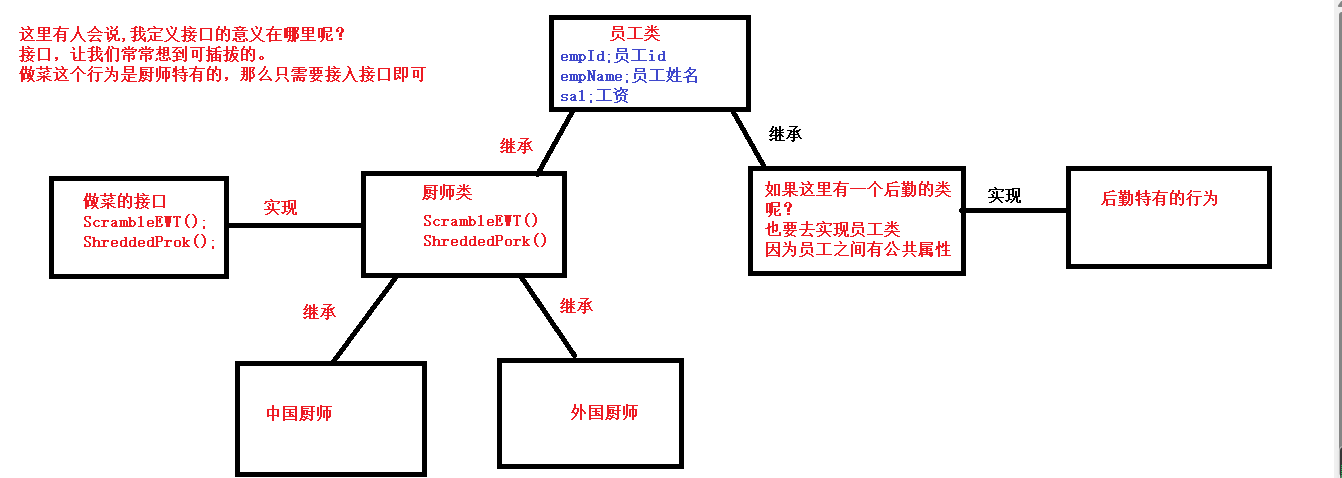 这里有人会说,我定义接口的意义在哪里呢?
接口，让我们常常想到可插拔的。
做菜这个行为是厨师特有的，那么只需要接入接口即可
员工类
empId;员工id
empName;员工姓名
sal;工资
继承
继承
做菜的接口
ScrambleEWT();
ShreddedProk();
实现
厨师类
ScrambleEWT()
ShreddedPork()
如果这里有一个后勤的类
呢?
也要去实现员工类
因为员工之间有公共属性
实现
后勤特有的行为
继承
继承
中国厨师
外国厨师